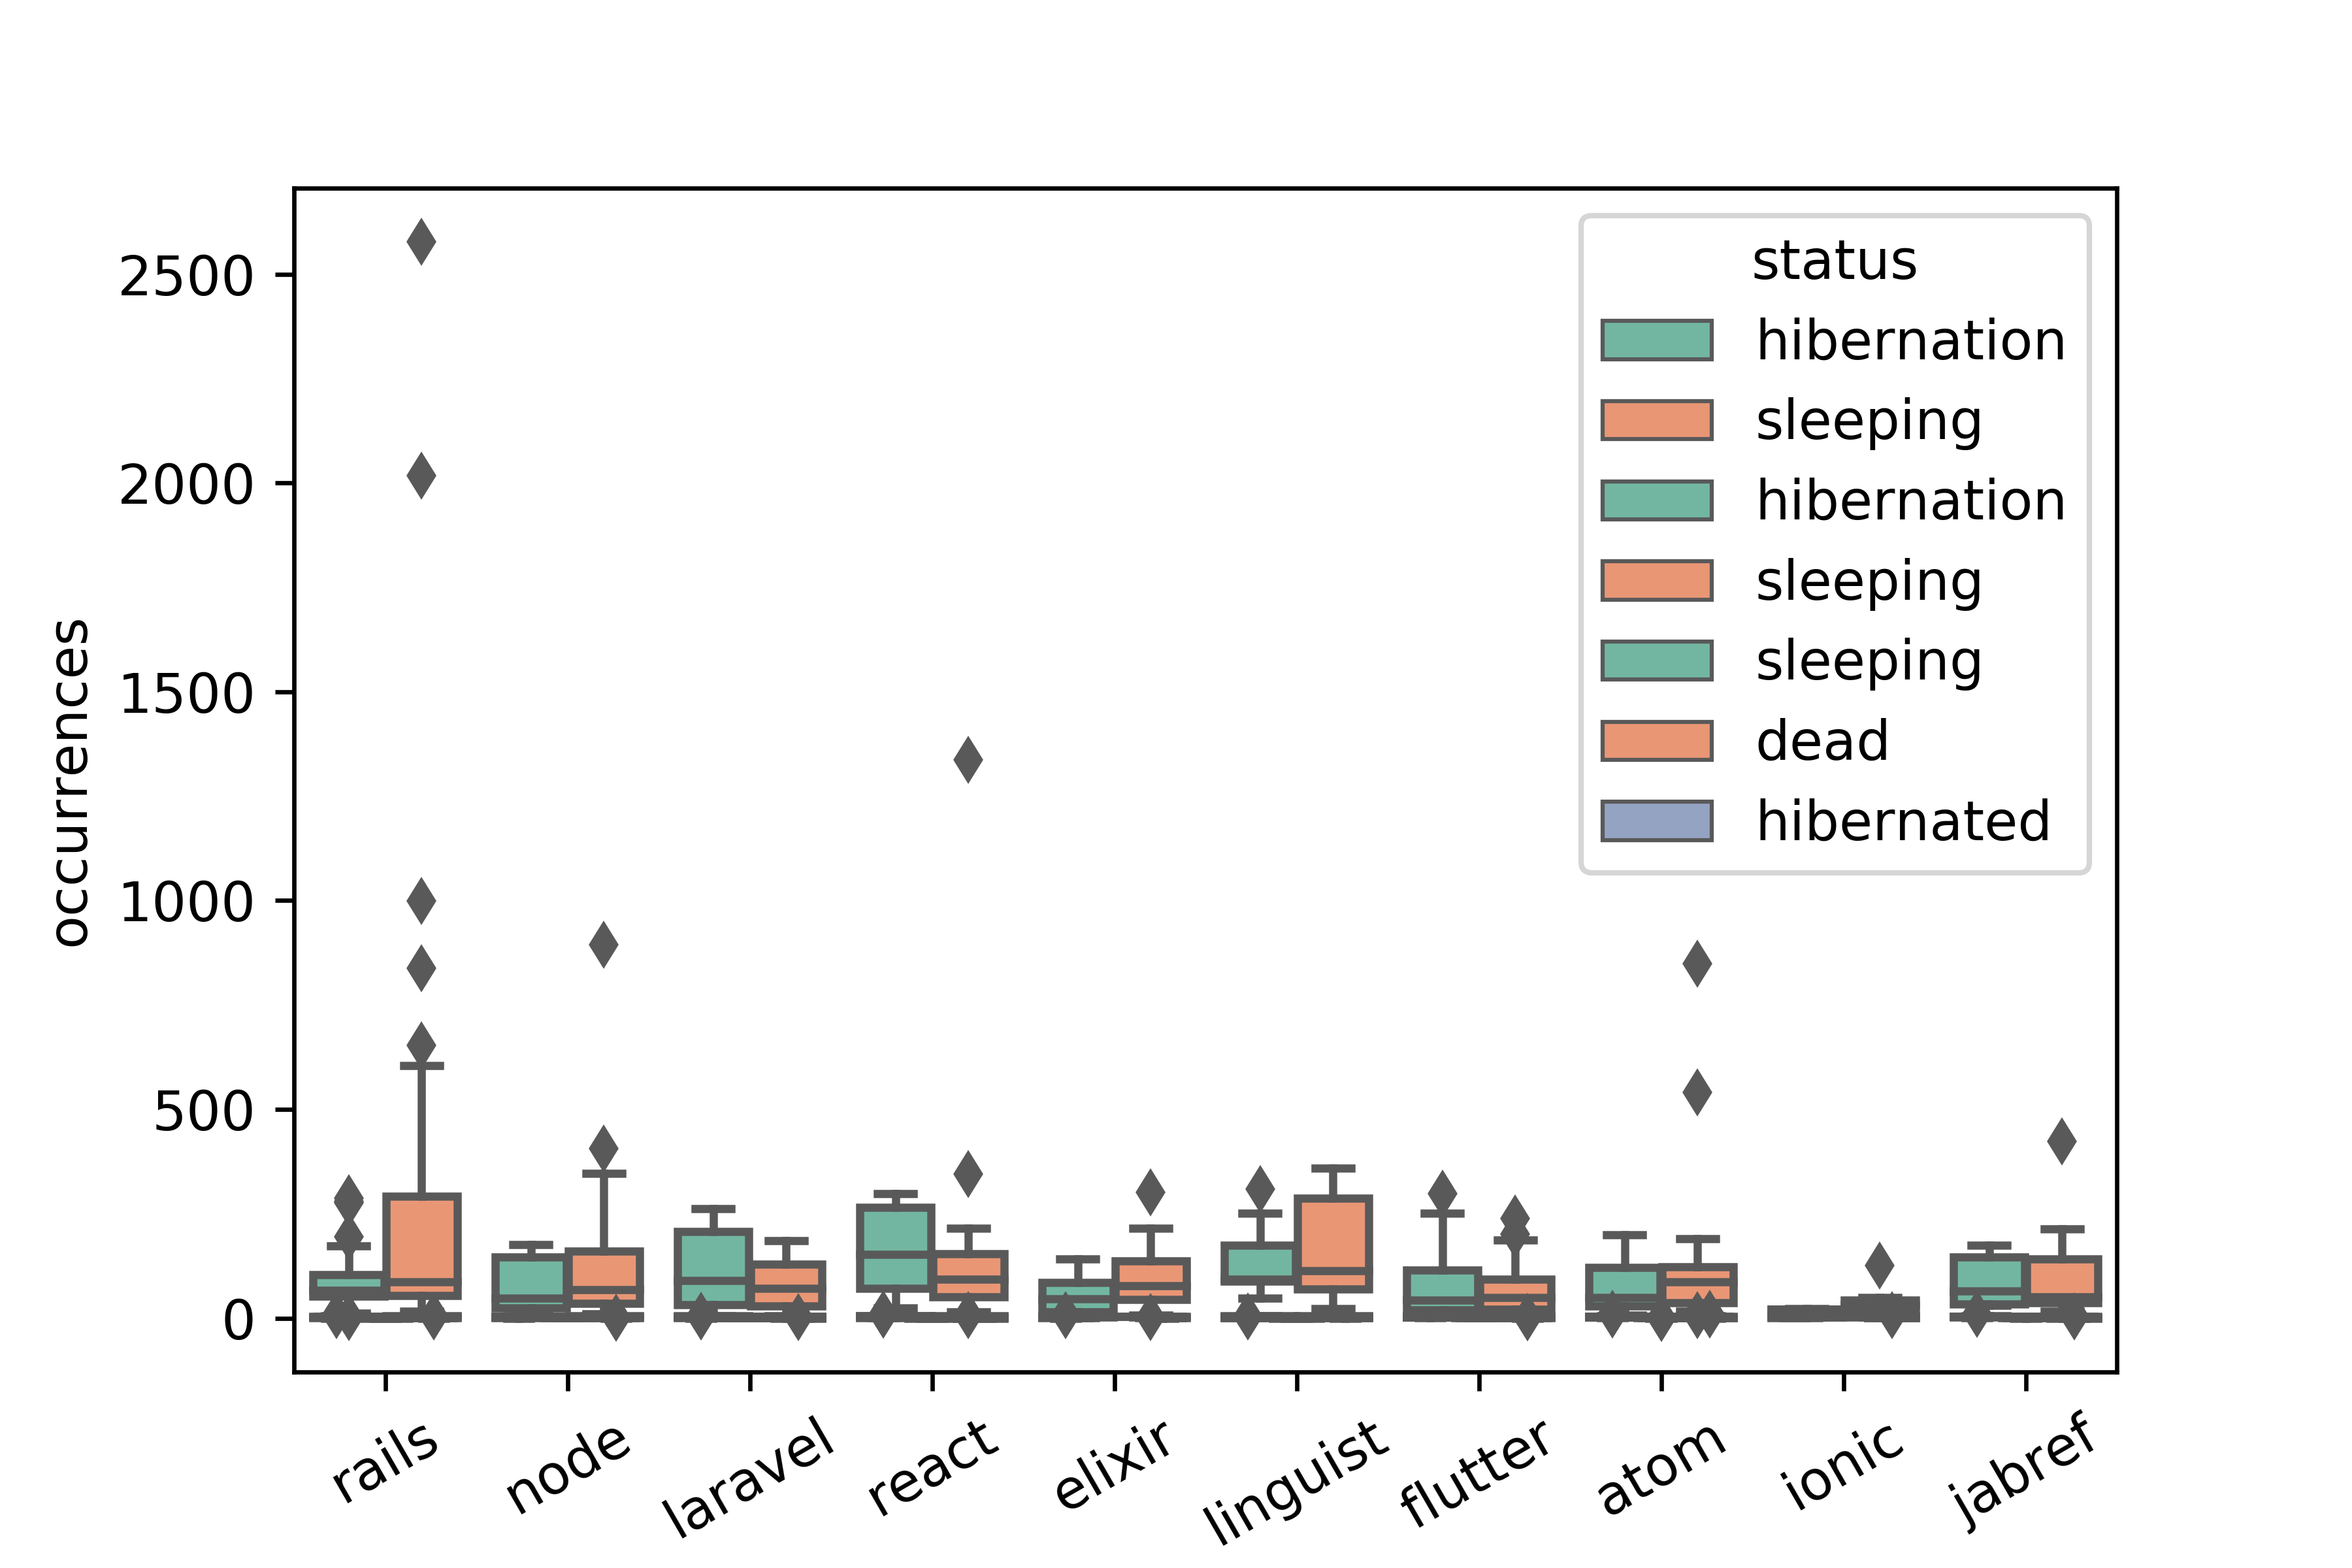 2500
2000
1500
1000
500
0
occurrences
status
hibernation
sleeping
hibernation
sleeping
sleeping
dead
hibernated
rails
node
laravel
react
elixir
linguist
flutter
atom
ionic
jabref